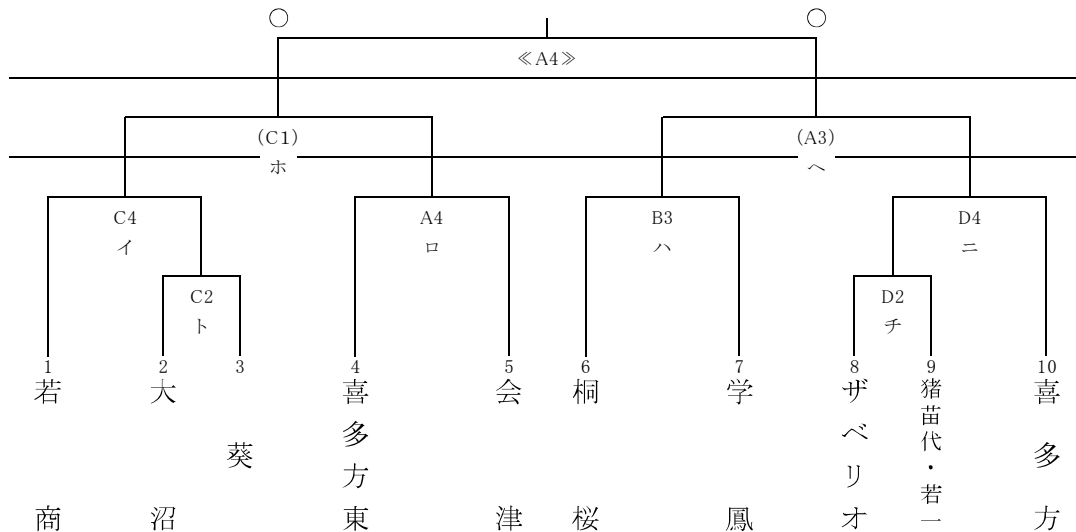 ○ ○
≪A4≫
(C1) (A3)
ホ ヘ
C4 A4 B3 D4
イ ロ ハ ニ
C2 D2
ト チ
1 2 3 4 5 6 7 8 9 10
若商
大沼
葵
喜多方東
会津
桐桜
学鳳
ザベリオ
猪苗代・若一
喜多方